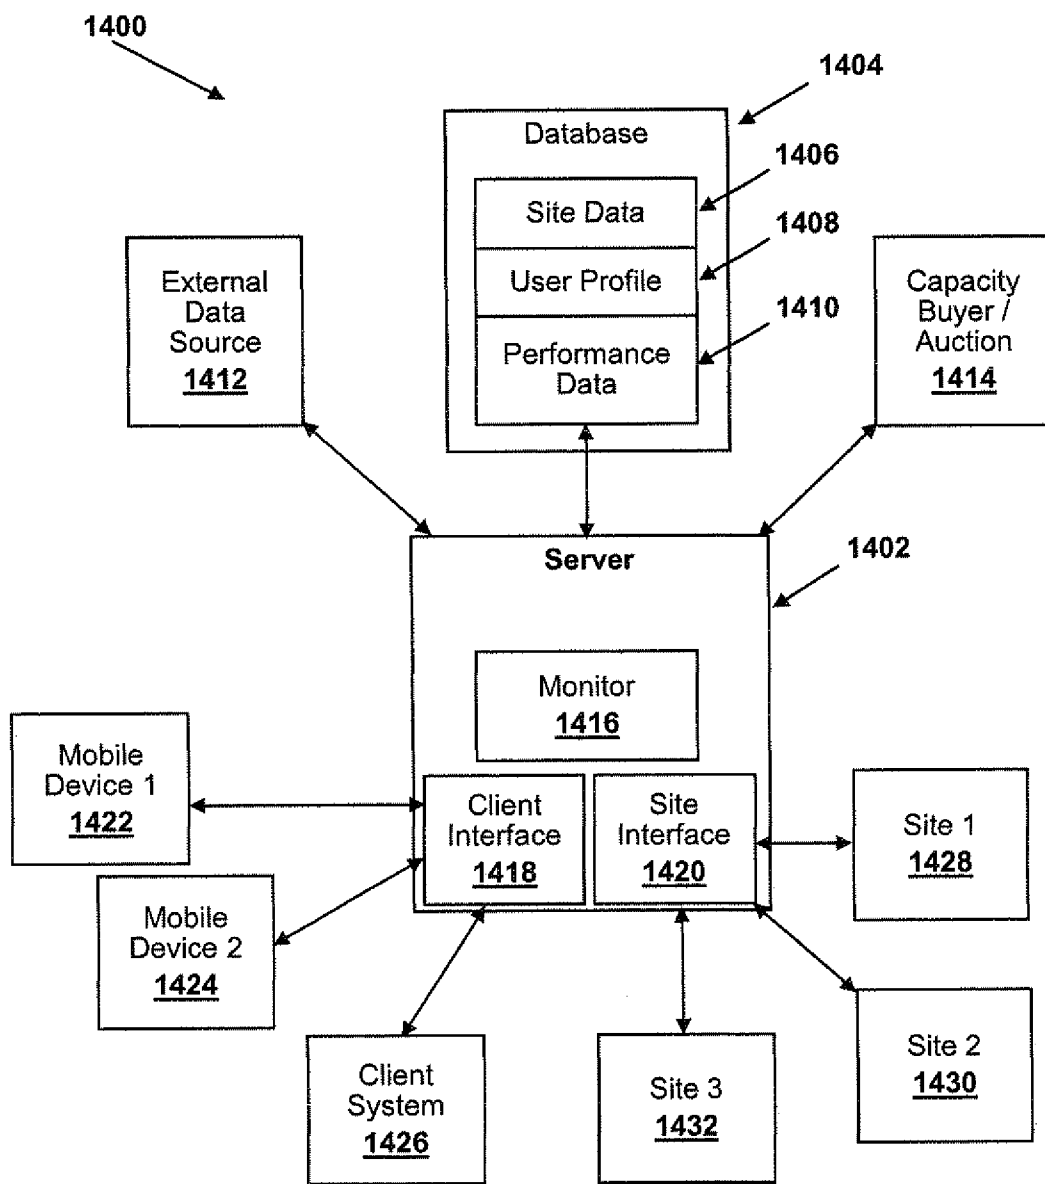 1400
1404
Database
1406
Site Data
1408
User Profile
1410
Performance
Data
External
Data
Source
1412
Capacity
Buyer /
Auction
1414
Server
1402
Monitor
1416
Mobile
Device 1
1422
Client
Interface
1418
Site
Interface
1420
Site 1
1428
Mobile
Device 2
1424
Client
System
1426
Site 3
1432
Site 2
1430